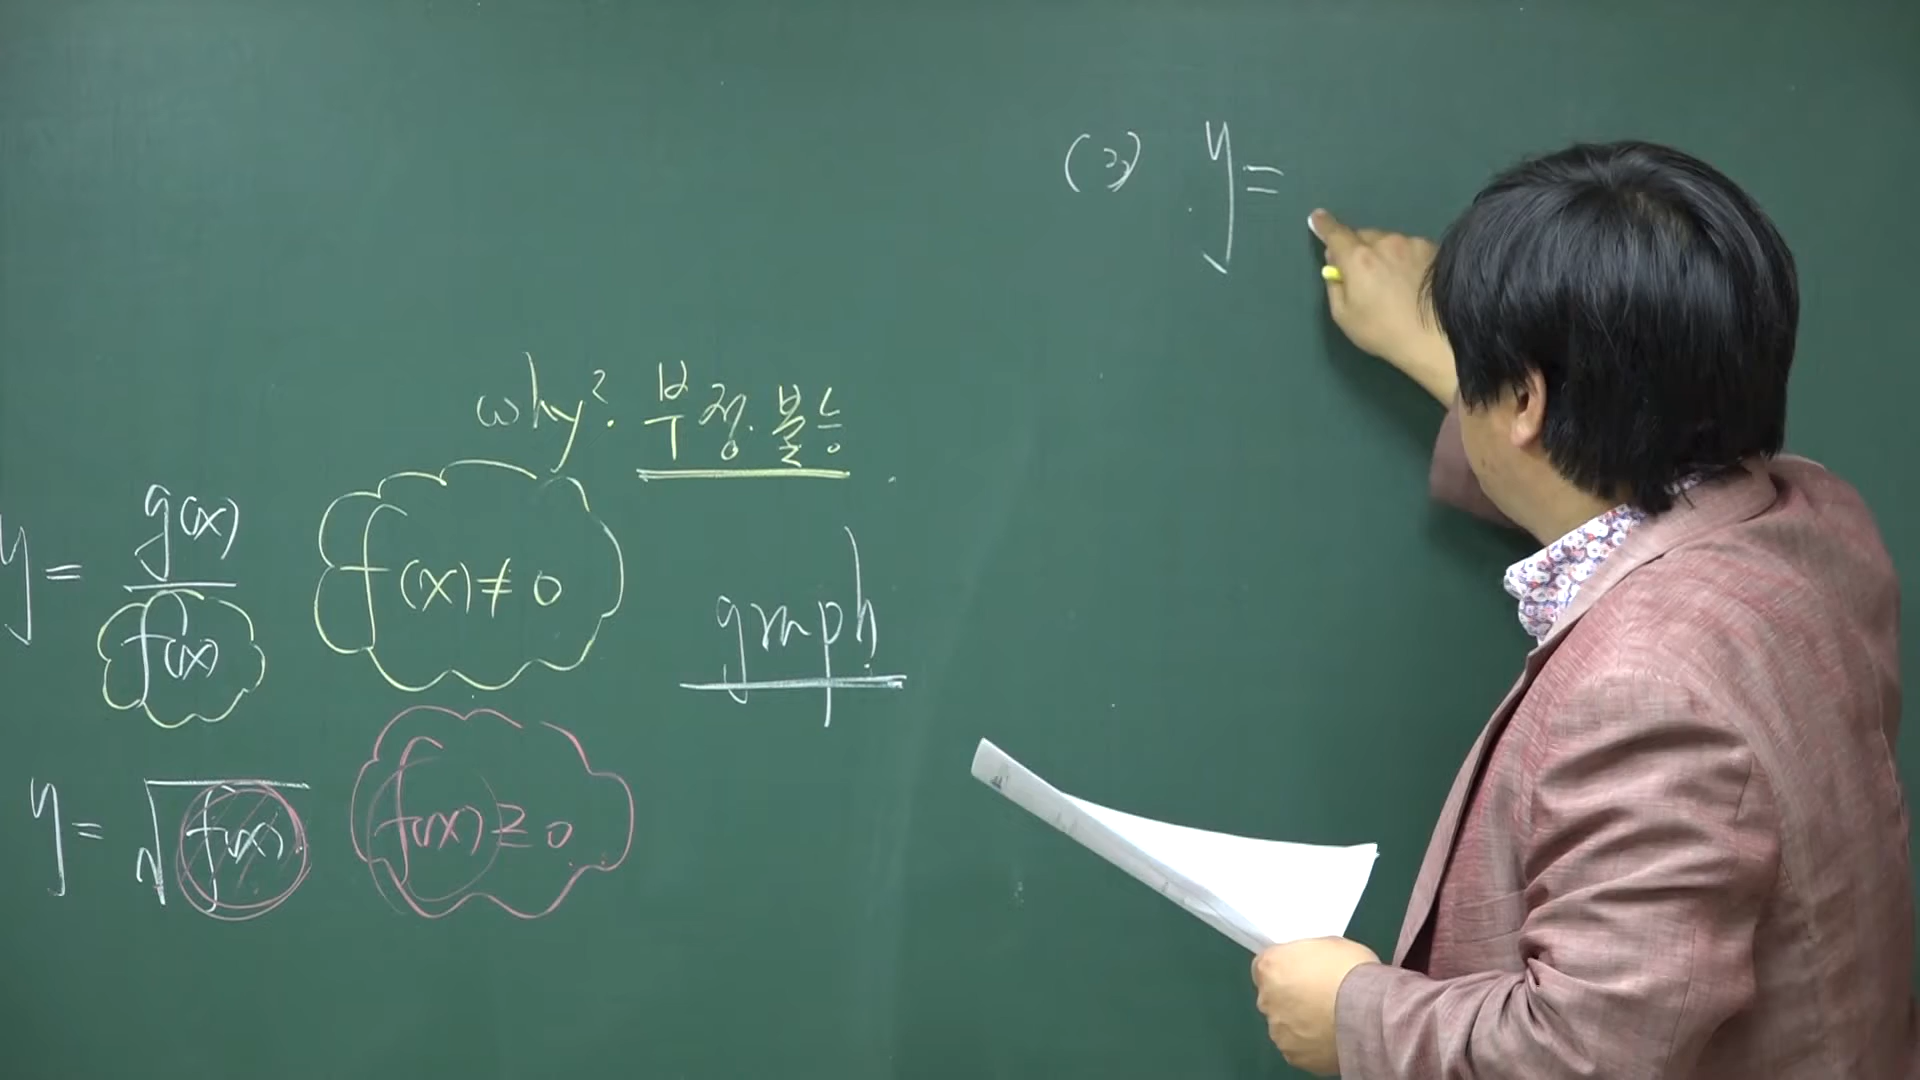 why? 부정. 불능
y = g(x) / f(x) f(x) ≠ 0
graph
y = √f(x) f(x) ≥ 0
(3) y =